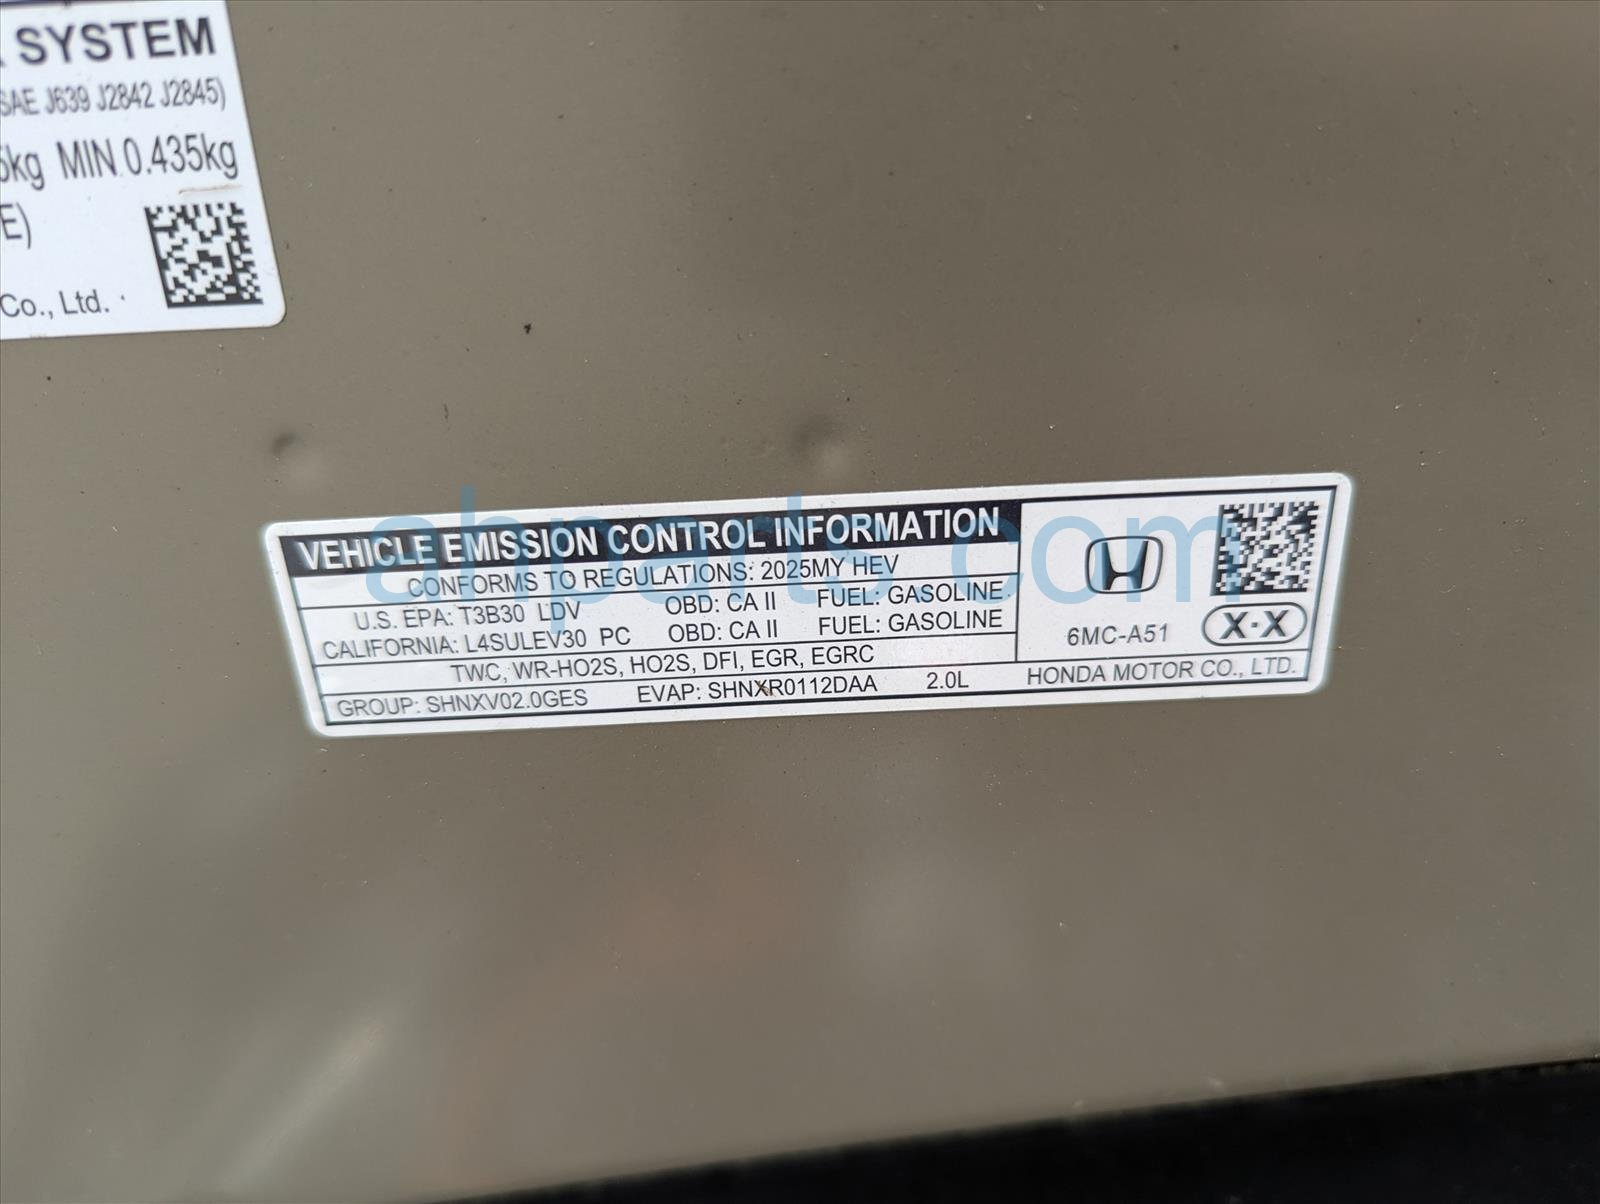 SYSTEM
SAE J639 J2842 J2845)
5kg MIN 0.435kg
E)
Co., Ltd.
VEHICLE EMISSION CONTROL INFORMATION
CONFORMS TO REGULATIONS: 2025MY HEV
U.S. EPA: T3B30 LDV OBD: CA II FUEL: GASOLINE
CALIFORNIA: L4SULEV30 PC OBD: CA II FUEL: GASOLINE
TWC, WR-HO2S, HO2S, DFI, EGR, EGRC
GROUP: SHNXV02.0GES EVAP: SHNXR0112DAA 2.0L
6MC-A51
X·X
HONDA MOTOR CO., LTD.
ahparts.com